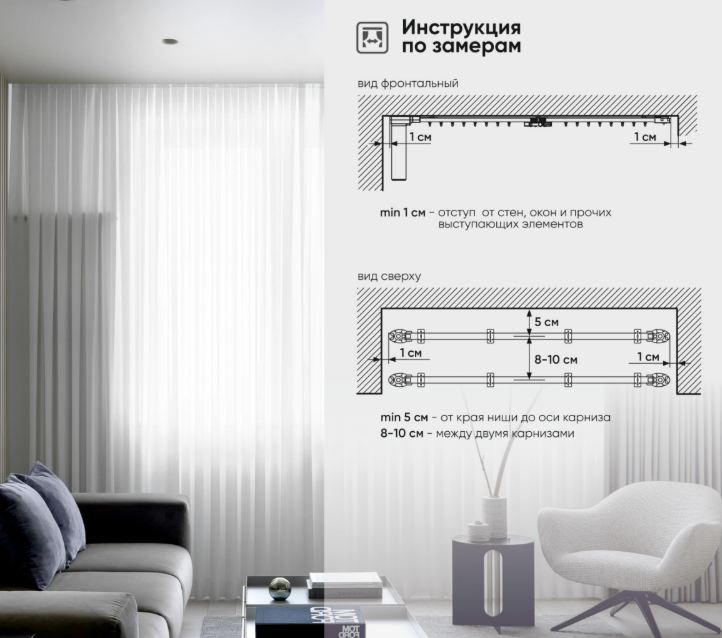 Инструкция
по замерам
вид фронтальный
1 см
1 см
min 1 см - отступ от стен, окон и прочих
выступающих элементов
вид сверху
5 см
1 см
8-10 см
1 см
min 5 см - от края ниши до оси карниза
8-10 см - между двумя карнизами